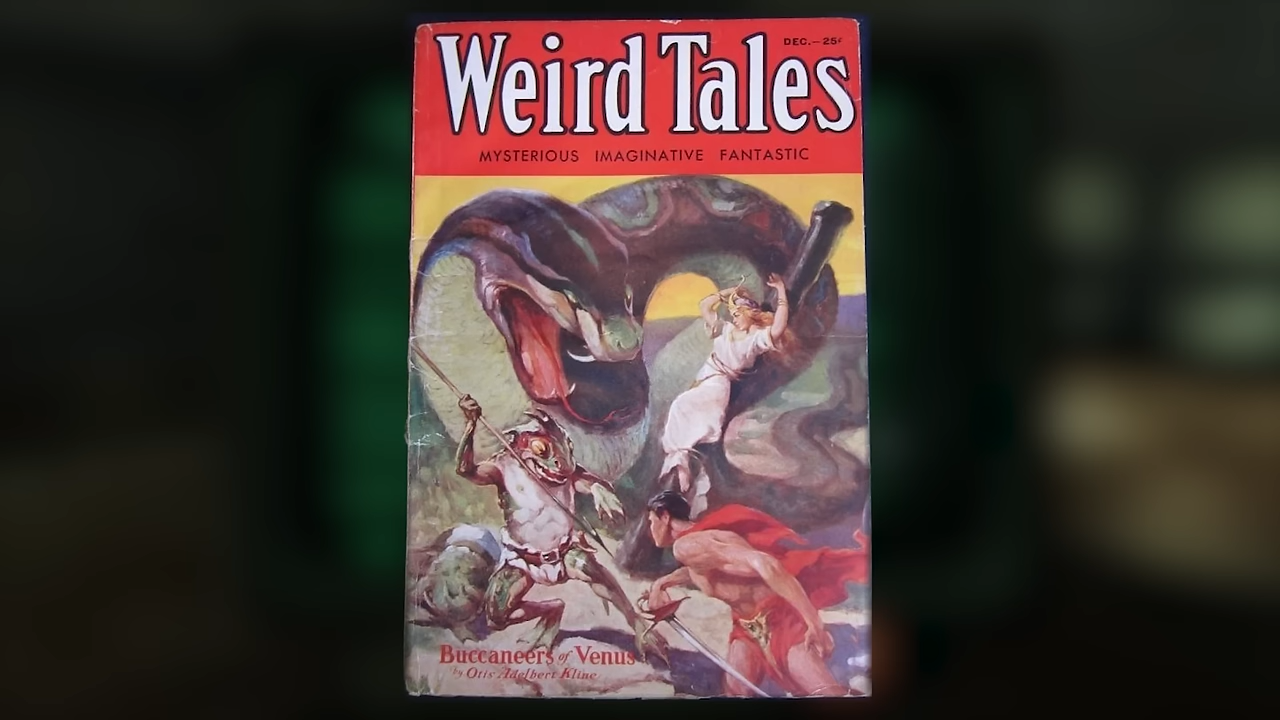 DEC.—25¢
Weird Tales
MYSTERIOUS IMAGINATIVE FANTASTIC
Buccaneers of Venus
by Otis Adelbert Kline